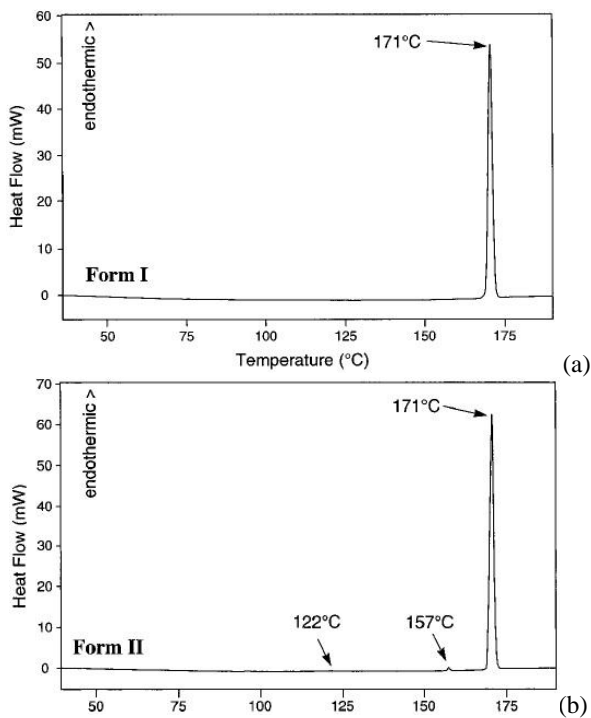 60
50
40
30
20
10
0
Heat Flow (mW)
endothermic >
171°C
Form I
50 75 100 125 150 175
Temperature (°C)
(a)
70
60
50
40
30
20
10
0
Heat Flow (mW)
endothermic >
171°C
122°C 157°C
Form II
50 75 100 125 150 175
(b)